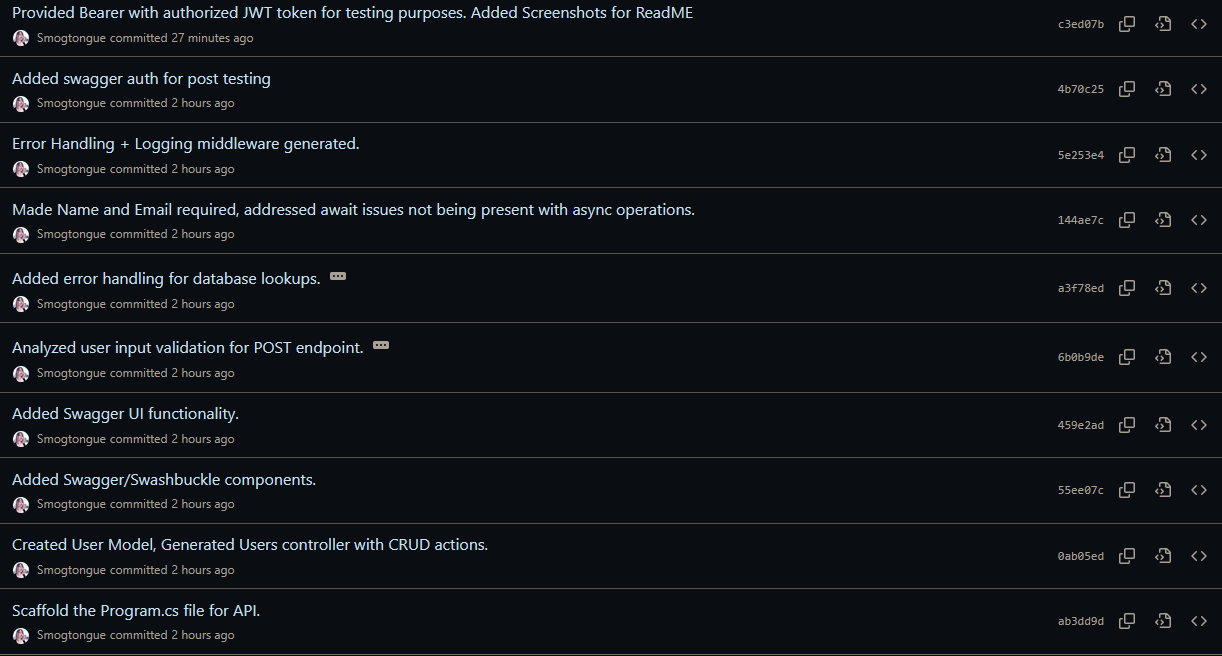 Provided Bearer with authorized JWT token for testing purposes. Added Screenshots for ReadME
c3ed07b
Smogtongue committed 27 minutes ago
Added swagger auth for post testing
4b70c25
Smogtongue committed 2 hours ago
Error Handling + Logging middleware generated.
5e253e4
Smogtongue committed 2 hours ago
Made Name and Email required, addressed await issues not being present with async operations.
144ae7c
Smogtongue committed 2 hours ago
Added error handling for database lookups.
a3f78ed
Smogtongue committed 2 hours ago
Analyzed user input validation for POST endpoint.
6b0b9de
Smogtongue committed 2 hours ago
Added Swagger UI functionality.
459e2ad
Smogtongue committed 2 hours ago
Added Swagger/Swashbuckle components.
55ee07c
Smogtongue committed 2 hours ago
Created User Model, Generated Users controller with CRUD actions.
0ab05ed
Smogtongue committed 2 hours ago
Scaffold the Program.cs file for API.
ab3dd9d
Smogtongue committed 2 hours ago